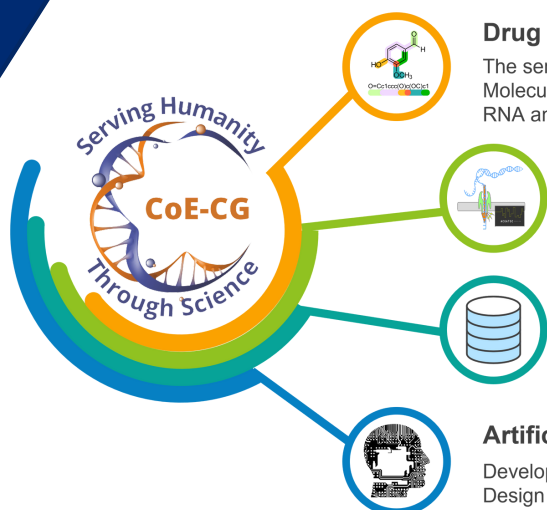 Drug
The ser
Molecu
RNA ar
O=Cc1ccc(O)c(OC)c1
O
H
HO
OCH₃
Serving Humanity
CoE-CG
Through Science
Artific
Develop
Design